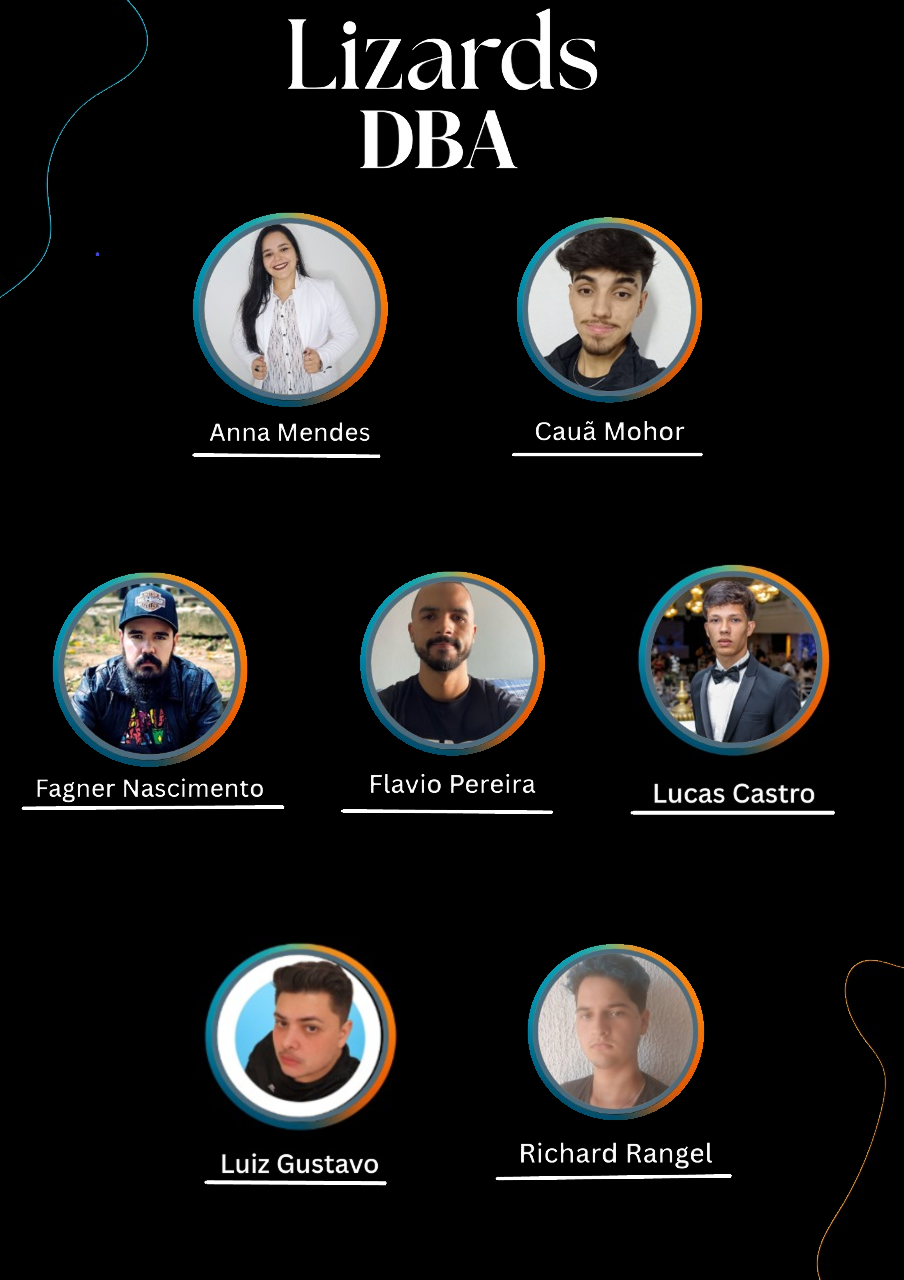 Lizards
DBA
Anna Mendes
Cauã Mohor
Fagner Nascimento
Flavio Pereira
Lucas Castro
Luiz Gustavo
Richard Rangel